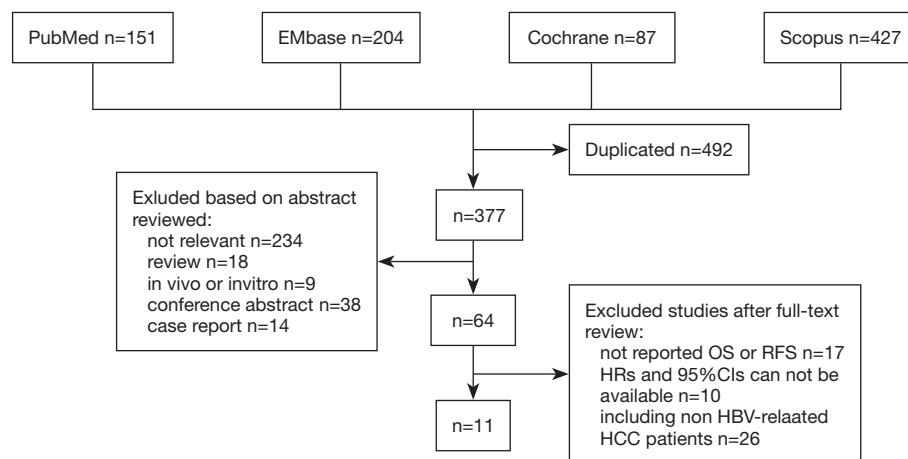 PubMed n=151
EMbase n=204
Cochrane n=87
Scopus n=427
Duplicated n=492
n=377
Exluded based on abstract
reviewed:
not relevant n=234
review n=18
in vivo or invitro n=9
conference abstract n=38
case report n=14
n=64
Excluded studies after full-text
review:
not reported OS or RFS n=17
HRs and 95%CIs can not be
available n=10
including non HBV-relaated
HCC patients n=26
n=11